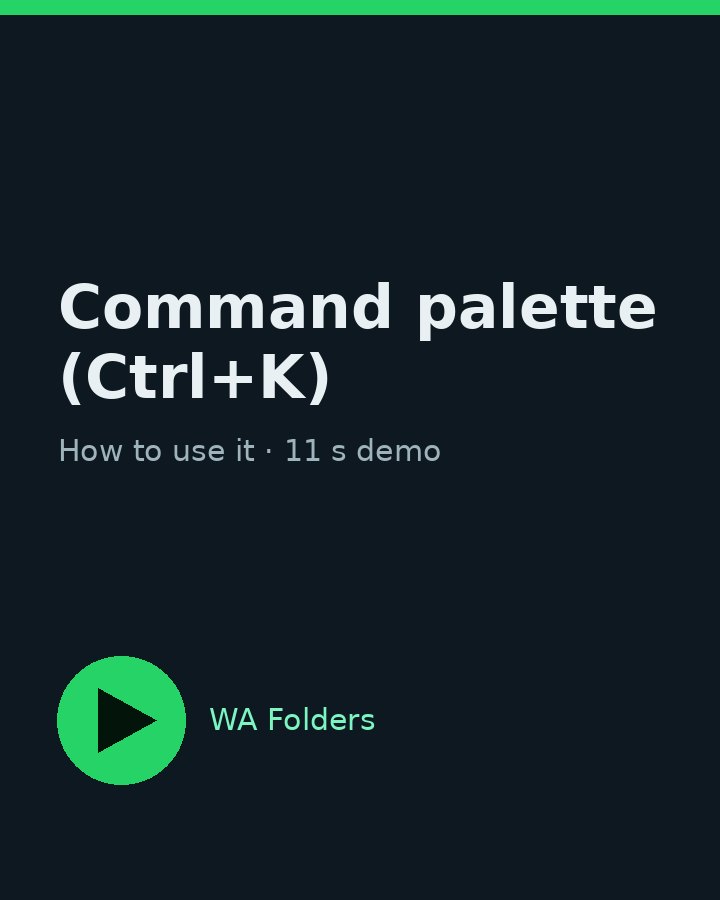 Command palette
(Ctrl+K)
How to use it · 11 s demo
WA Folders